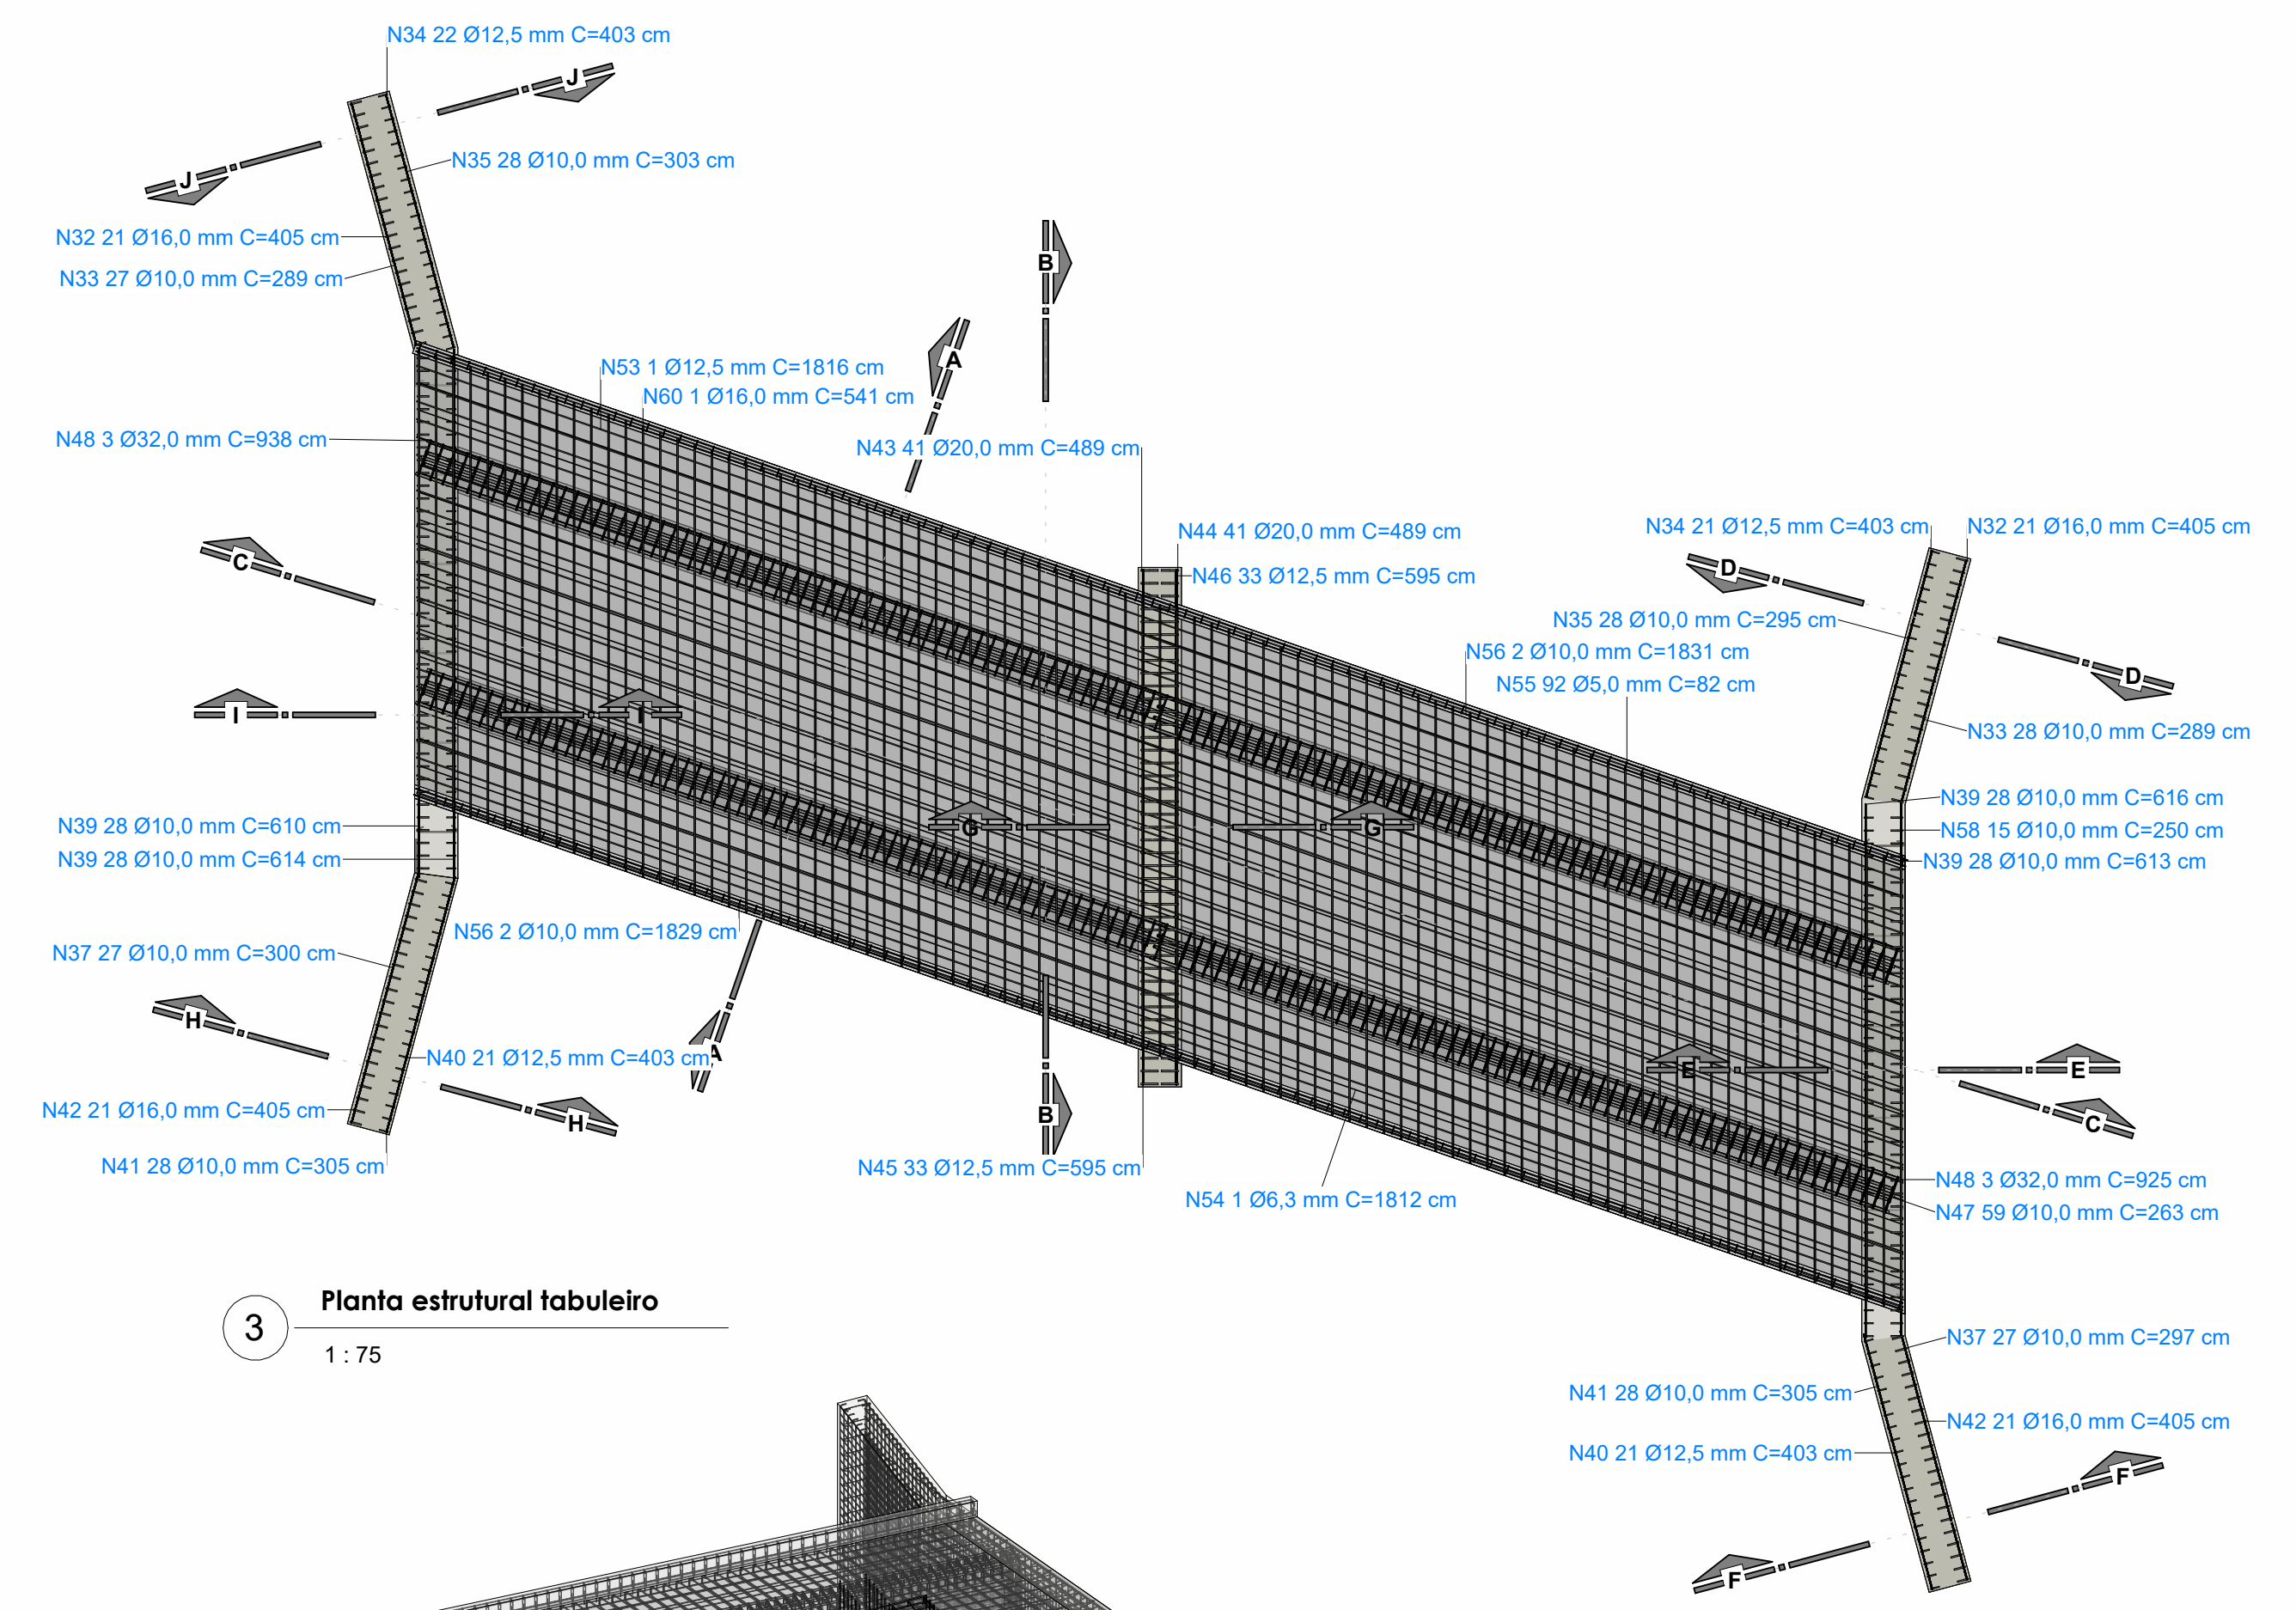 N34 22 Ø12,5 mm C=403 cm
J
J
N35 28 Ø10,0 mm C=303 cm
N32 21 Ø16,0 mm C=405 cm
N33 27 Ø10,0 mm C=289 cm
B
A
N53 1 Ø12,5 mm C=1816 cm
N60 1 Ø16,0 mm C=541 cm
N48 3 Ø32,0 mm C=938 cm
N43 41 Ø20,0 mm C=489 cm
N44 41 Ø20,0 mm C=489 cm
N46 33 Ø12,5 mm C=595 cm
N34 21 Ø12,5 mm C=403 cm
N32 21 Ø16,0 mm C=405 cm
C
D
N35 28 Ø10,0 mm C=295 cm
N56 2 Ø10,0 mm C=1831 cm
N55 92 Ø5,0 mm C=82 cm
D
I
I
N33 28 Ø10,0 mm C=289 cm
N39 28 Ø10,0 mm C=616 cm
N39 28 Ø10,0 mm C=610 cm
G
G
N58 15 Ø10,0 mm C=250 cm
N39 28 Ø10,0 mm C=614 cm
N39 28 Ø10,0 mm C=613 cm
N56 2 Ø10,0 mm C=1829 cm
N37 27 Ø10,0 mm C=300 cm
H
N40 21 Ø12,5 mm C=403 cm
A
E
E
N42 21 Ø16,0 mm C=405 cm
H
B
C
N41 28 Ø10,0 mm C=305 cm
N45 33 Ø12,5 mm C=595 cm
N48 3 Ø32,0 mm C=925 cm
N54 1 Ø6,3 mm C=1812 cm
N47 59 Ø10,0 mm C=263 cm
3
Planta estrutural tabuleiro
1 : 75
N37 27 Ø10,0 mm C=297 cm
N41 28 Ø10,0 mm C=305 cm
N42 21 Ø16,0 mm C=405 cm
N40 21 Ø12,5 mm C=403 cm
F
F